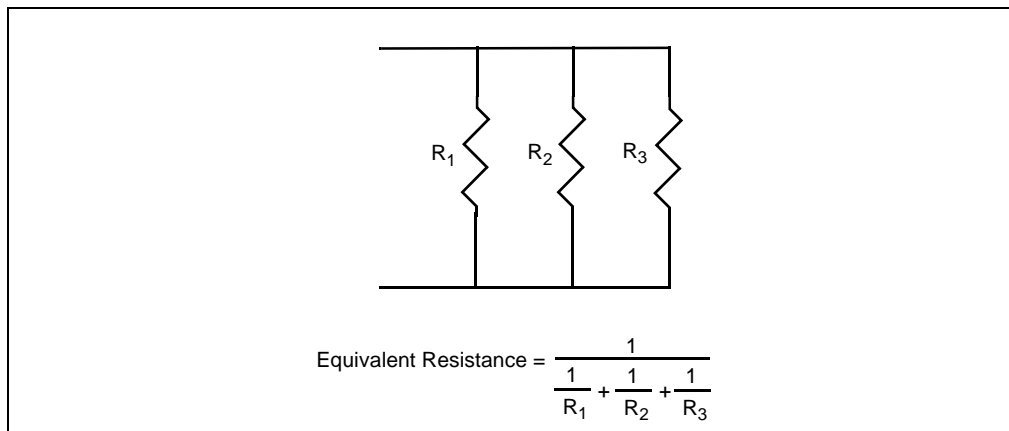 R₁ R₂ R₃
Equivalent Resistance = 1
1 + 1 + 1
R₁ R₂ R₃